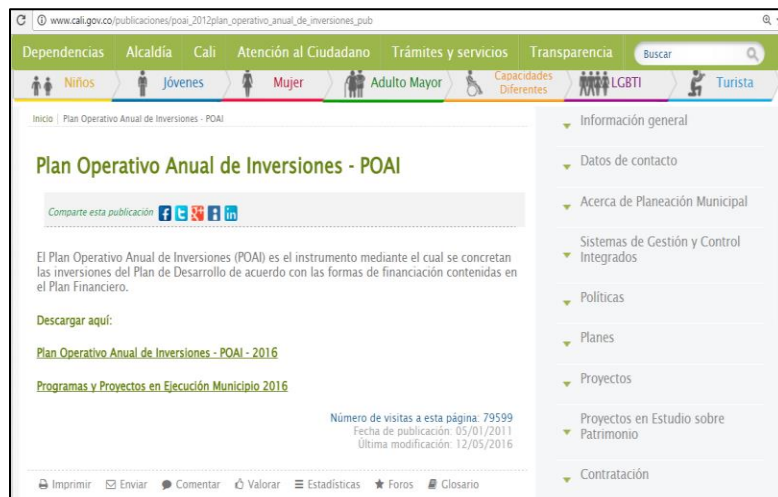 www.cali.gov.co/publicaciones/poai_2012plan_operativo_anual_de_inversiones_pub
Dependencias Alcaldía Cali Atención al Ciudadano Trámites y servicios Transparencia Buscar
Niños Jóvenes Mujer Adulto Mayor Capacidades Diferentes LGBTI Turista
Inicio | Plan Operativo Anual de Inversiones - POAI
Plan Operativo Anual de Inversiones - POAI
Comparte esta publicación
El Plan Operativo Anual de Inversiones (POAI) es el instrumento mediante el cual se concretan
las inversiones del Plan de Desarrollo de acuerdo con las formas de financiación contenidas en
el Plan Financiero.
Descargar aquí:
Plan Operativo Anual de Inversiones - POAI - 2016
Programas y Proyectos en Ejecución Municipio 2016
Número de visitas a esta página: 79599
Fecha de publicación: 05/01/2011
Última modificación: 12/05/2016
Imprimir Enviar Comentar Valorar Estadísticas Foros Glosario
Información general
Datos de contacto
Acerca de Planeación Municipal
Sistemas de Gestión y Control
Integrados
Políticas
Planes
Proyectos
Proyectos en Estudio sobre
Patrimonio
Contratación